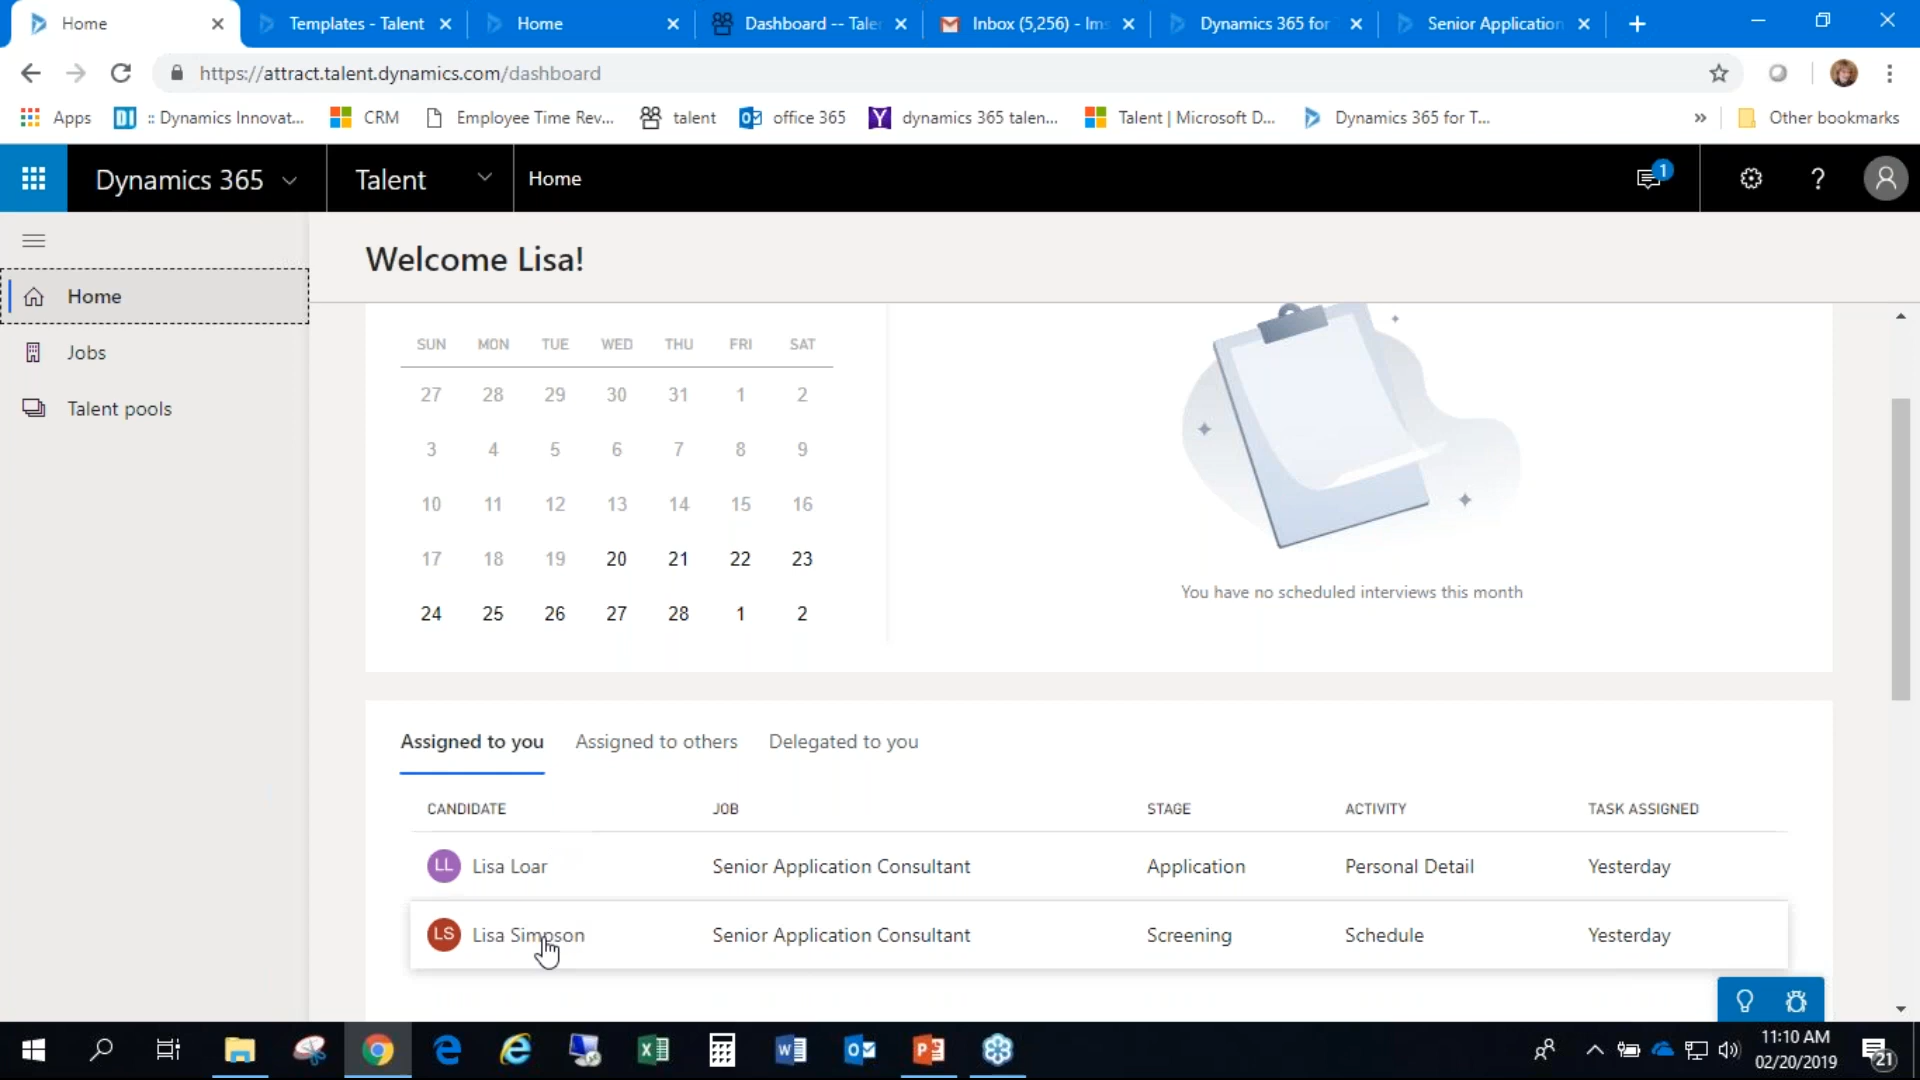 Home
Templates - Talent
Home
Dashboard -- Tale
Inbox (5,256) - lms
Dynamics 365 for
Senior Application
https://attract.talent.dynamics.com/dashboard
Apps
:: Dynamics Innovat...
CRM
Employee Time Rev...
talent
office 365
dynamics 365 talen...
Talent | Microsoft D...
Dynamics 365 for T...
»
Other bookmarks
Dynamics 365
Talent
Home
1
?
Welcome Lisa!
Home
Jobs
Talent pools
SUN MON TUE WED THU FRI SAT
27 28 29 30 31 1 2
3 4 5 6 7 8 9
10 11 12 13 14 15 16
17 18 19 20 21 22 23
24 25 26 27 28 1 2
You have no scheduled interviews this month
Assigned to you Assigned to others Delegated to you
CANDIDATE JOB STAGE ACTIVITY TASK ASSIGNED
LL Lisa Loar Senior Application Consultant Application Personal Detail Yesterday
LS Lisa Simpson Senior Application Consultant Screening Schedule Yesterday
11:10 AM
02/20/2019
21